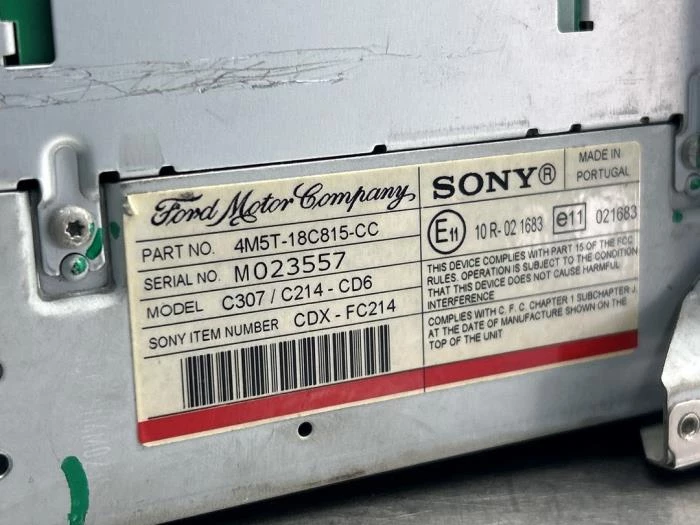 Ford Motor Company
PART NO. 4M5T-18C815-CC
SERIAL NO. M023557
MODEL C307 / C214 - CD6
SONY ITEM NUMBER CDX - FC214
SONY®
MADE IN
PORTUGAL
E11 10 R- 02 1683 e11 021683
THIS DEVICE COMPLIES WITH PART 15 OF THE FCC
RULES. OPERATION IS SUBJECT TO THE CONDITION
THAT THIS DEVICE DOES NOT CAUSE HARMFUL
INTERFERENCE
COMPLIES WITH C. F. C. CHAPTER 1 SUBCHAPTER J.
AT THE DATE OF MANUFACTURE SHOWN ON THE
TOP OF THE UNIT